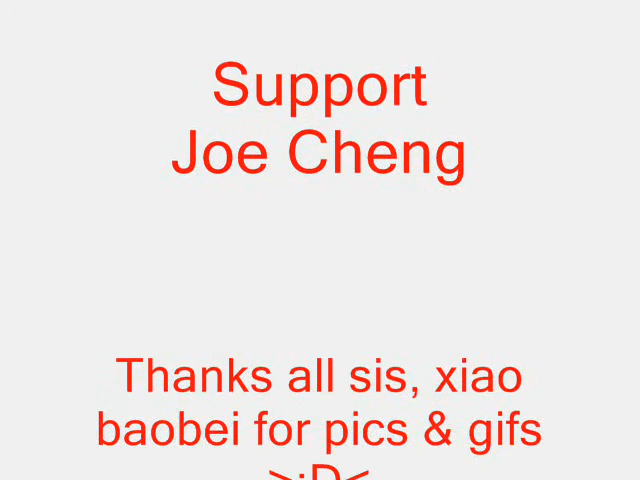 Support
Joe Cheng
Thanks all sis, xiao
baobei for pics & gifs
>:D<